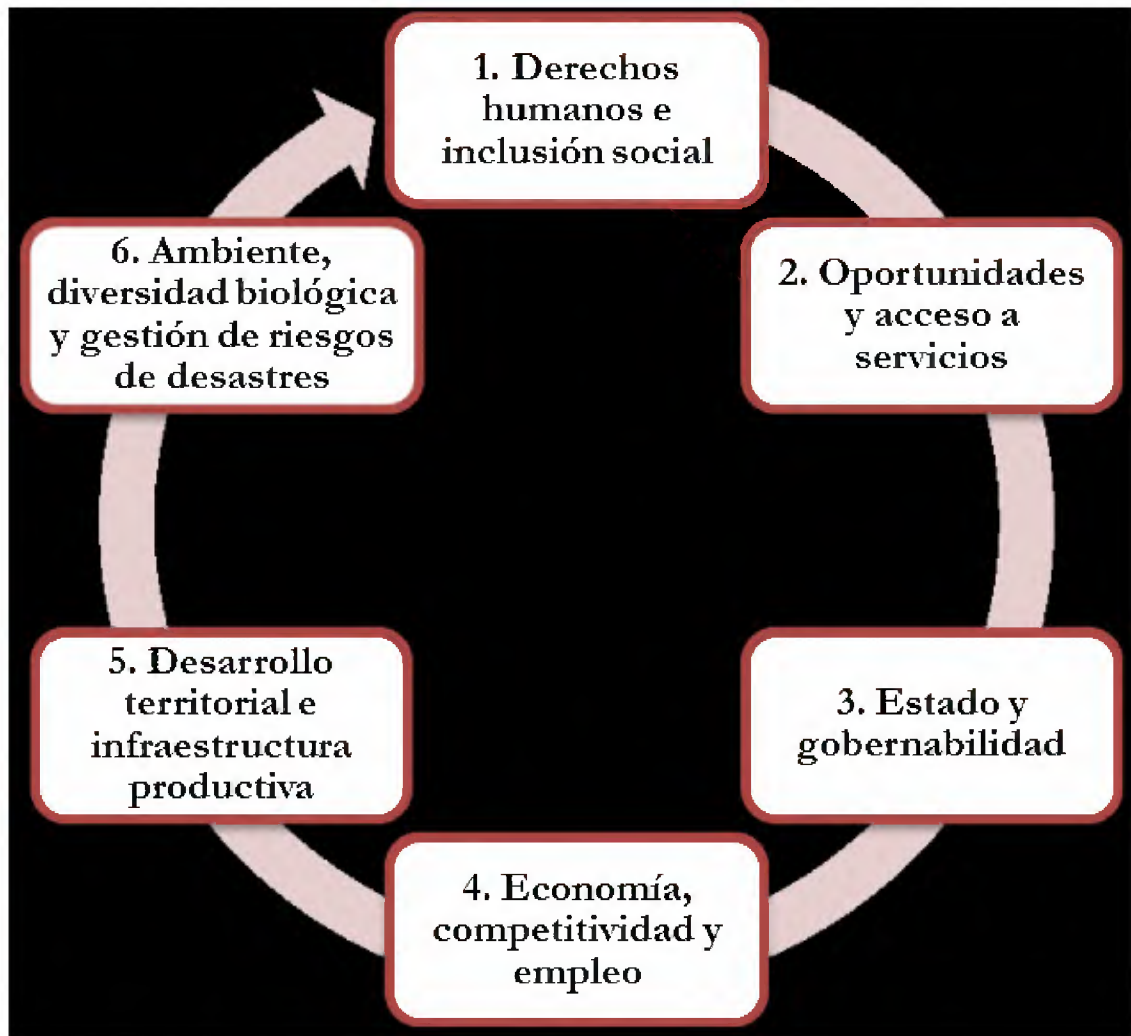 1. Derechos
humanos e
inclusión social
2. Oportunidades
y acceso a
servicios
3. Estado y
gobernabilidad
4. Economía,
competitividad y
empleo
5. Desarrollo
territorial e
infraestructura
productiva
6. Ambiente,
diversidad biológica
y gestión de riesgos
de desastres